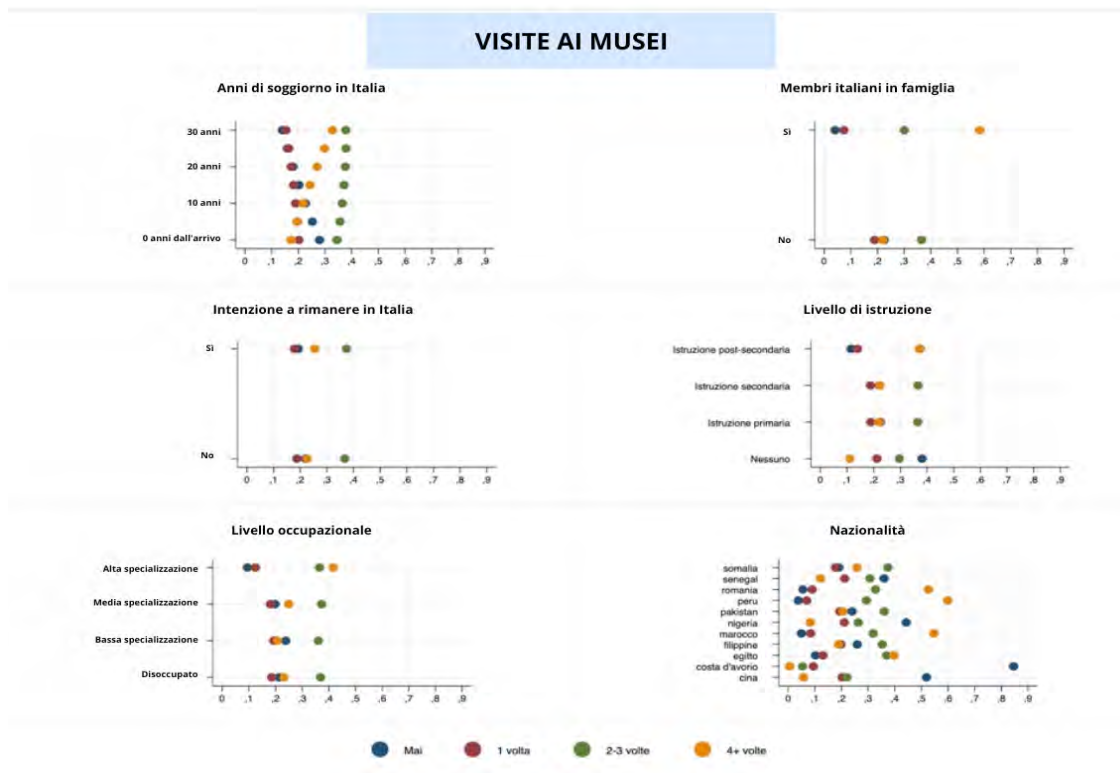 VISITE AI MUSEI
Anni di soggiorno in Italia
30 anni
20 anni
10 anni
0 anni dall'arrivo
0 ,1 ,2 ,3 ,4 ,5 ,6 ,7 ,8 ,9
Membri italiani in famiglia
Sì
No
0 ,1 ,2 ,3 ,4 ,5 ,6 ,7 ,8 ,9
Intenzione a rimanere in Italia
Sì
No
0 ,1 ,2 ,3 ,4 ,5 ,6 ,7 ,8 ,9
Livello di istruzione
Istruzione post-secondaria
Istruzione secondaria
Istruzione primaria
Nessuno
0 ,1 ,2 ,3 ,4 ,5 ,6 ,7 ,8 ,9
Livello occupazionale
Alta specializzazione
Media specializzazione
Bassa specializzazione
Disoccupato
0 ,1 ,2 ,3 ,4 ,5 ,6 ,7 ,8 ,9
Nazionalità
somalia
senegal
romania
peru
pakistan
nigeria
marocco
filippine
egitto
costa d'avorio
cina
0 ,1 ,2 ,3 ,4 ,5 ,6 ,7 ,8 ,9
Mai 1 volta 2-3 volte 4+ volte